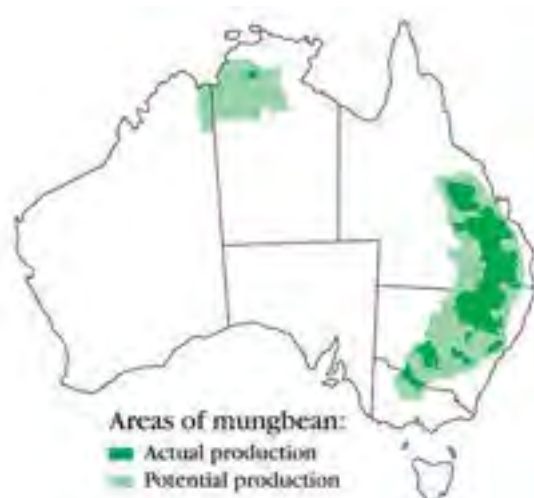 Areas of mungbean:
Actual production
Potential production